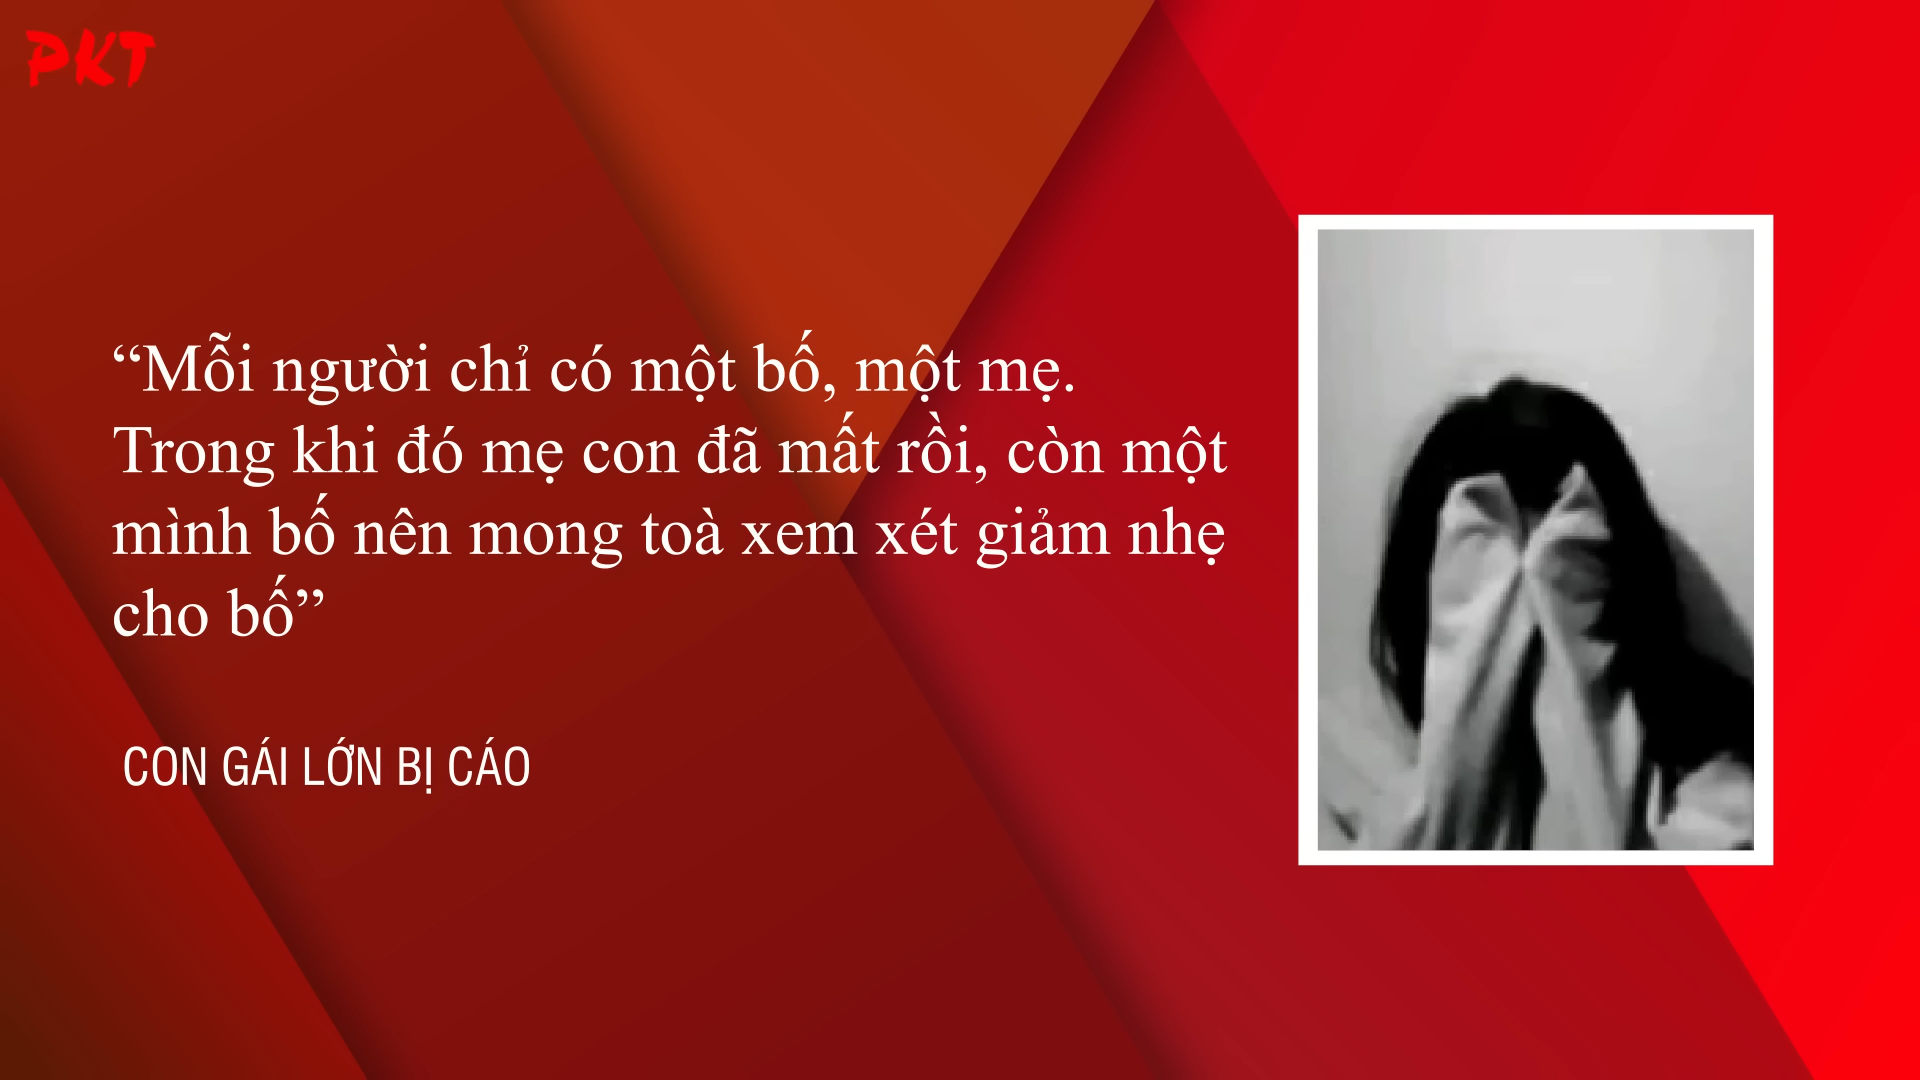 PKT
“Mỗi người chỉ có một bố, một mẹ.
Trong khi đó mẹ con đã mất rồi, còn một
mình bố nên mong toà xem xét giảm nhẹ
cho bố”
CON GÁI LỚN BỊ CÁO